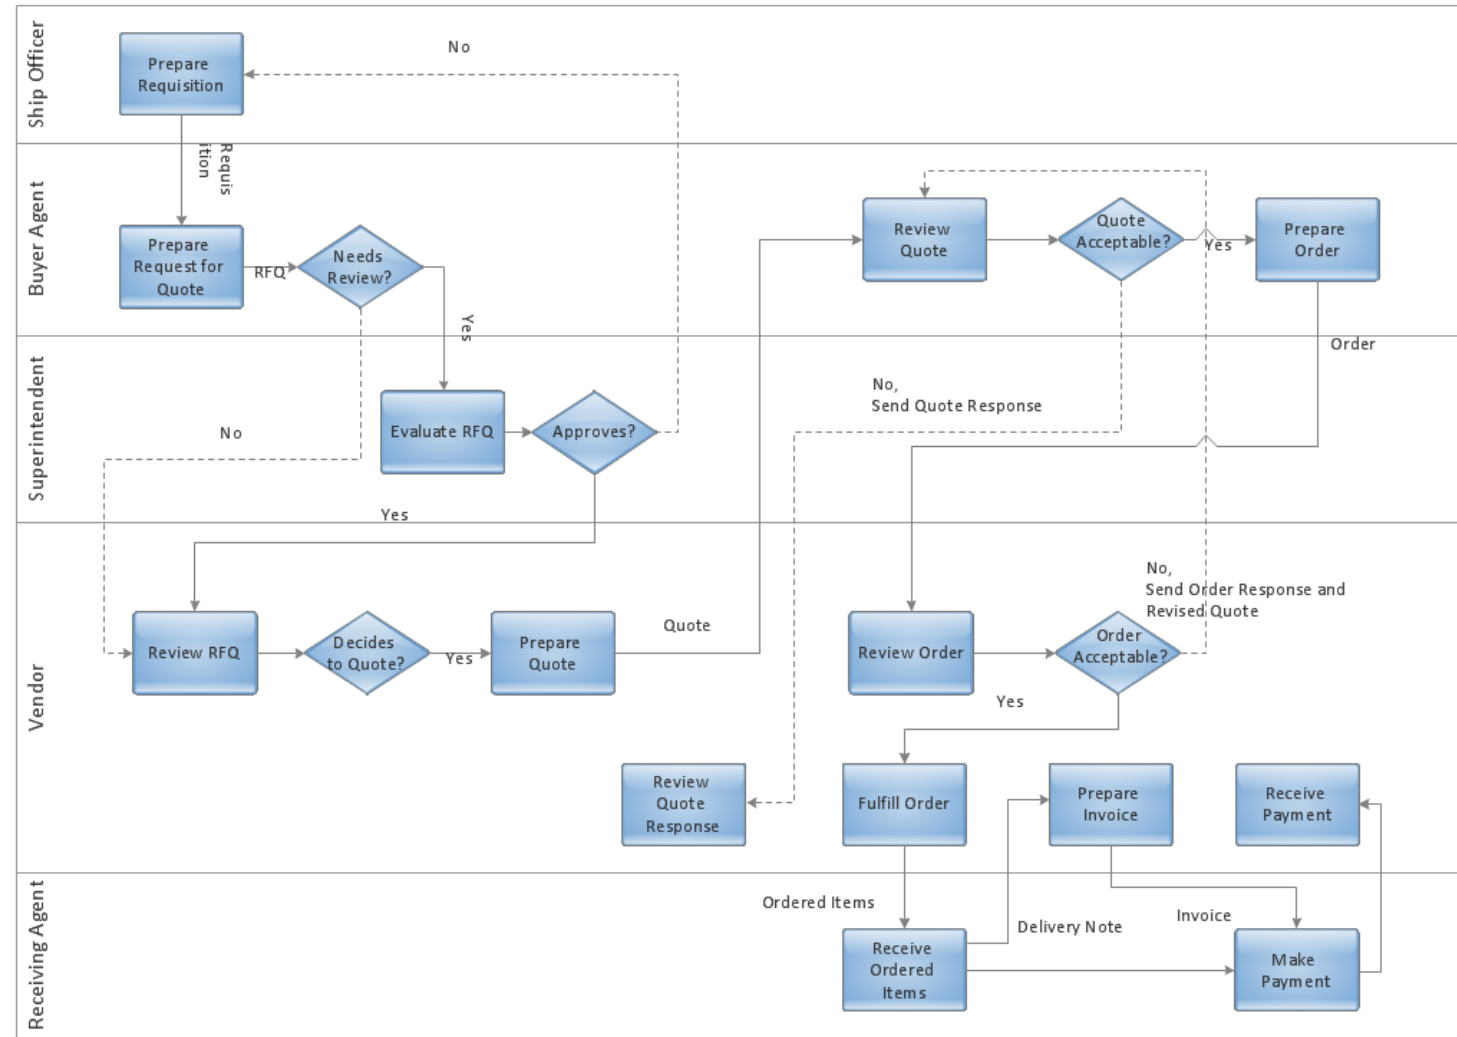 Ship Officer
Prepare
Requisition
No
Requis
ition
Buyer Agent
Prepare
Request for
Quote
RFQ
Needs
Review?
Yes
Review
Quote
Quote
Acceptable?
Yes
Prepare
Order
Order
Superintendent
No
Evaluate RFQ
Approves?
Yes
No,
Send Quote Response
Vendor
Review RFQ
Decides
to Quote?
Yes
Prepare
Quote
Quote
Review Order
Order
Acceptable?
No,
Send Order Response and
Revised Quote
Yes
Review
Quote
Response
Fulfill Order
Prepare
Invoice
Receive
Payment
Receiving Agent
Ordered Items
Receive
Ordered
Items
Delivery Note
Invoice
Make
Payment